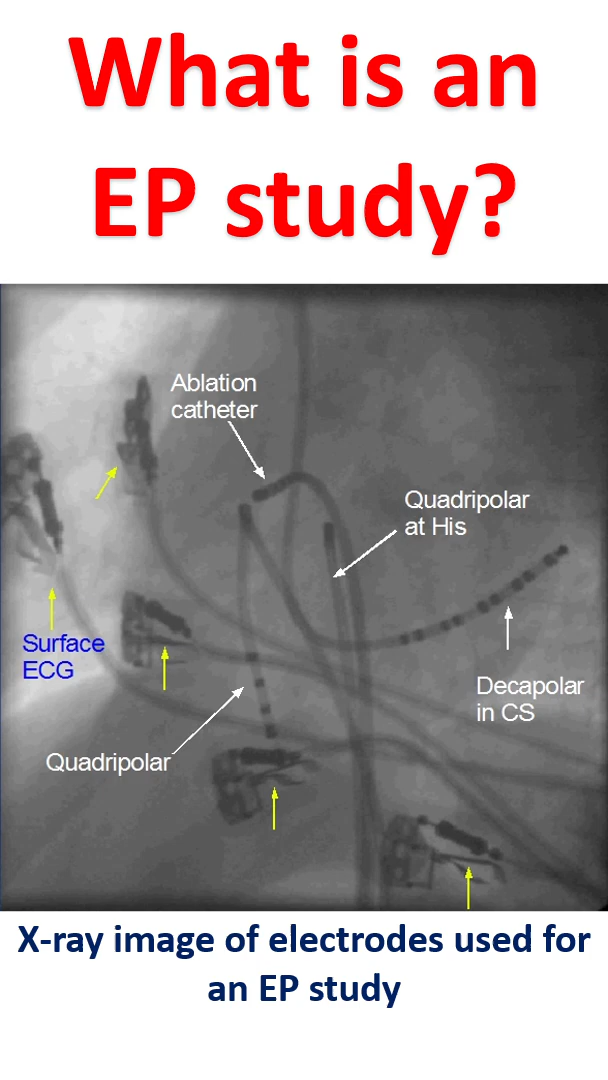 What is an
EP study?
Ablation
catheter
Quadripolar
at His
Surface
ECG
Decapolar
in CS
Quadripolar
X-ray image of electrodes used for
an EP study